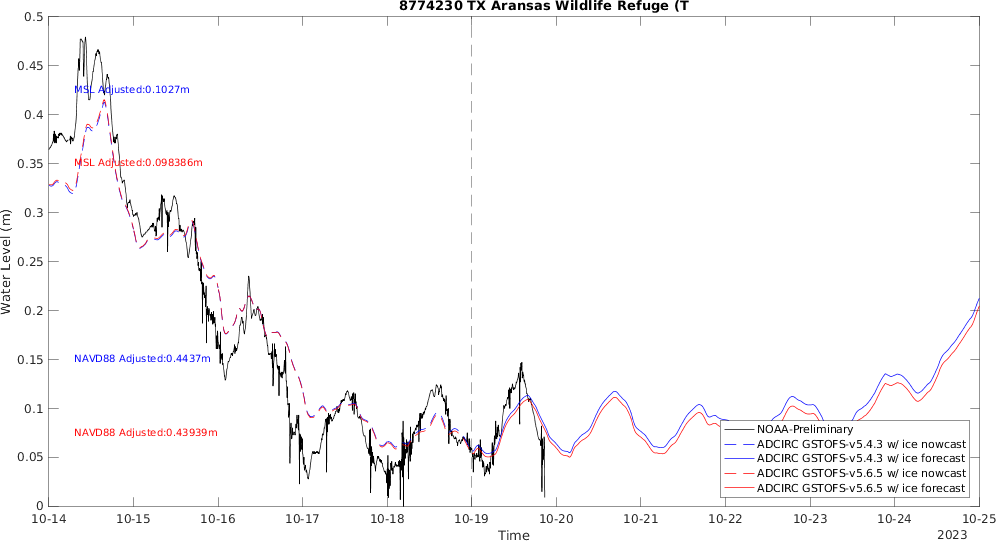 8774230 TX Aransas Wildlife Refuge (T
0.5
0.45
0.4
0.35
0.3
0.25
0.2
0.15
0.1
0.05
0
Water Level (m)
MSL Adjusted:0.1027m
MSL Adjusted:0.098386m
NAVD88 Adjusted:0.4437m
NAVD88 Adjusted:0.43939m
NOAA-Preliminary
ADCIRC GSTOFS-v5.4.3 w/ ice nowcast
ADCIRC GSTOFS-v5.4.3 w/ ice forecast
ADCIRC GSTOFS-v5.6.5 w/ ice nowcast
ADCIRC GSTOFS-v5.6.5 w/ ice forecast
10-14 10-15 10-16 10-17 10-18 10-19 10-20 10-21 10-22 10-23 10-24 10-25
Time
2023